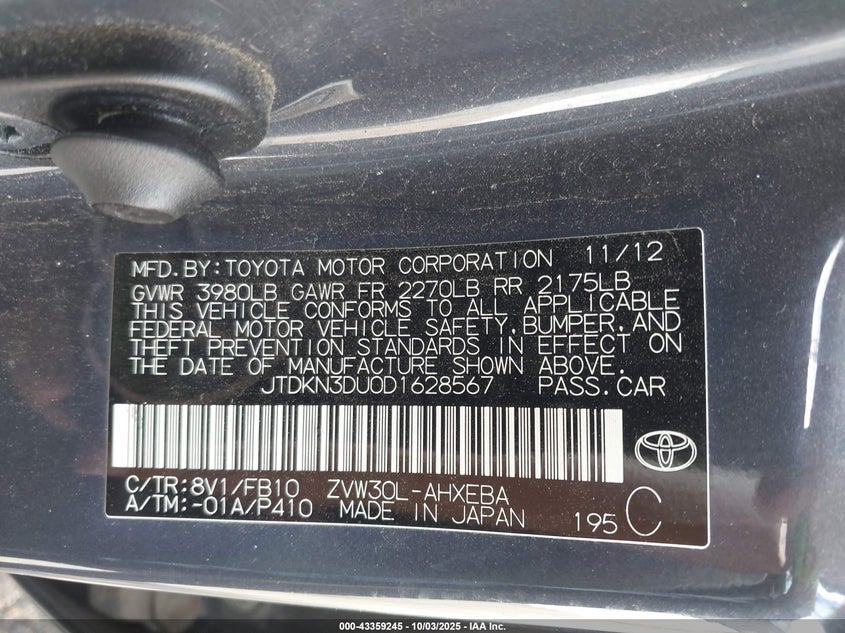 MFD.BY:TOYOTA MOTOR CORPORATION 11/12
GVWR 3980LB GAWR FR 2270LB RR 2175LB
THIS VEHICLE CONFORMS TO ALL APPLICABLE
FEDERAL MOTOR VEHICLE SAFETY,BUMPER,AND
THEFT PREVENTION STANDARDS IN EFFECT ON
THE DATE OF MANUFACTURE SHOWN ABOVE.
JTDKN3DU0D1628567 PASS.CAR
C/TR:8V1/FB10 ZVW30L-AHXEBA
A/TM:-01A/P410 MADE IN JAPAN 195 C
000-43359245 - 10/03/2025 - IAA Inc.